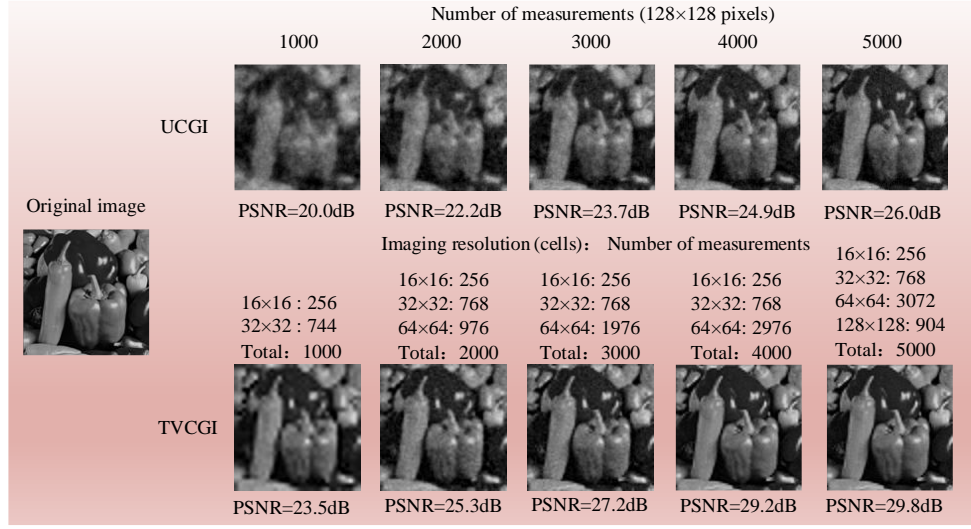 Number of measurements (128×128 pixels)
1000 2000 3000 4000 5000
UCGI
PSNR=20.0dB PSNR=22.2dB PSNR=23.7dB PSNR=24.9dB PSNR=26.0dB
Original image
Imaging resolution (cells)： Number of measurements
16×16 : 256
32×32 : 744
Total：1000
16×16: 256
32×32: 768
64×64: 976
Total：2000
16×16: 256
32×32: 768
64×64: 1976
Total：3000
16×16: 256
32×32: 768
64×64: 2976
Total：4000
16×16: 256
32×32: 768
64×64: 3072
128×128: 904
Total：5000
TVCGI
PSNR=23.5dB PSNR=25.3dB PSNR=27.2dB PSNR=29.2dB PSNR=29.8dB